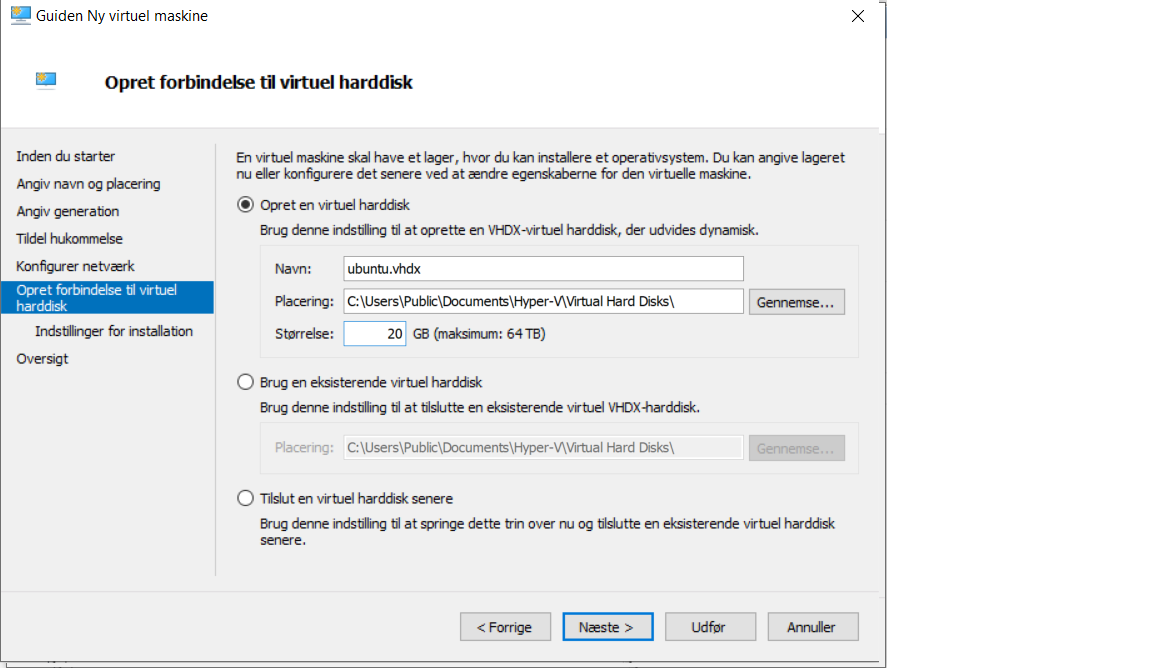 Guiden Ny virtuel maskine
Opret forbindelse til virtuel harddisk
Inden du starter
Angiv navn og placering
Angiv generation
Tildel hukommelse
Konfigurer netværk
Opret forbindelse til virtuel
harddisk
Indstillinger for installation
Oversigt
En virtuel maskine skal have et lager, hvor du kan installere et operativsystem. Du kan angive lageret
nu eller konfigurere det senere ved at ændre egenskaberne for den virtuelle maskine.
Opret en virtuel harddisk
Brug denne indstilling til at oprette en VHDX-virtuel harddisk, der udvides dynamisk.
Navn: ubuntu.vhdx
Placering: C:\Users\Public\Documents\Hyper-V\Virtual Hard Disks\ Gennemse...
Størrelse: 20 GB (maksimum: 64 TB)
Brug en eksisterende virtuel harddisk
Brug denne indstilling til at tilslutte en eksisterende virtuel VHDX-harddisk.
Placering: C:\Users\Public\Documents\Hyper-V\Virtual Hard Disks\ Gennemse...
Tilslut en virtuel harddisk senere
Brug denne indstilling til at springe dette trin over nu og tilslutte en eksisterende virtuel harddisk
senere.
< Forrige Næste > Udfør Annuller